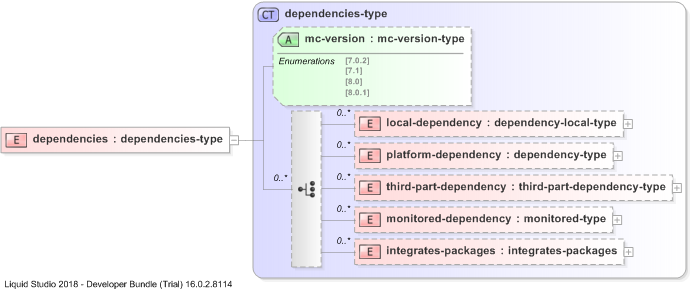 CT dependencies-type
A mc-version : mc-version-type
Enumerations [7.0.2]
[7.1]
[8.0]
[8.0.1]
E dependencies : dependencies-type
0..*
0..*
E local-dependency : dependency-local-type
0..*
E platform-dependency : dependency-type
0..*
E third-part-dependency : third-part-dependency-type
0..*
E monitored-dependency : monitored-type
0..*
E integrates-packages : integrates-packages
Liquid Studio 2018 - Developer Bundle (Trial) 16.0.2.8114